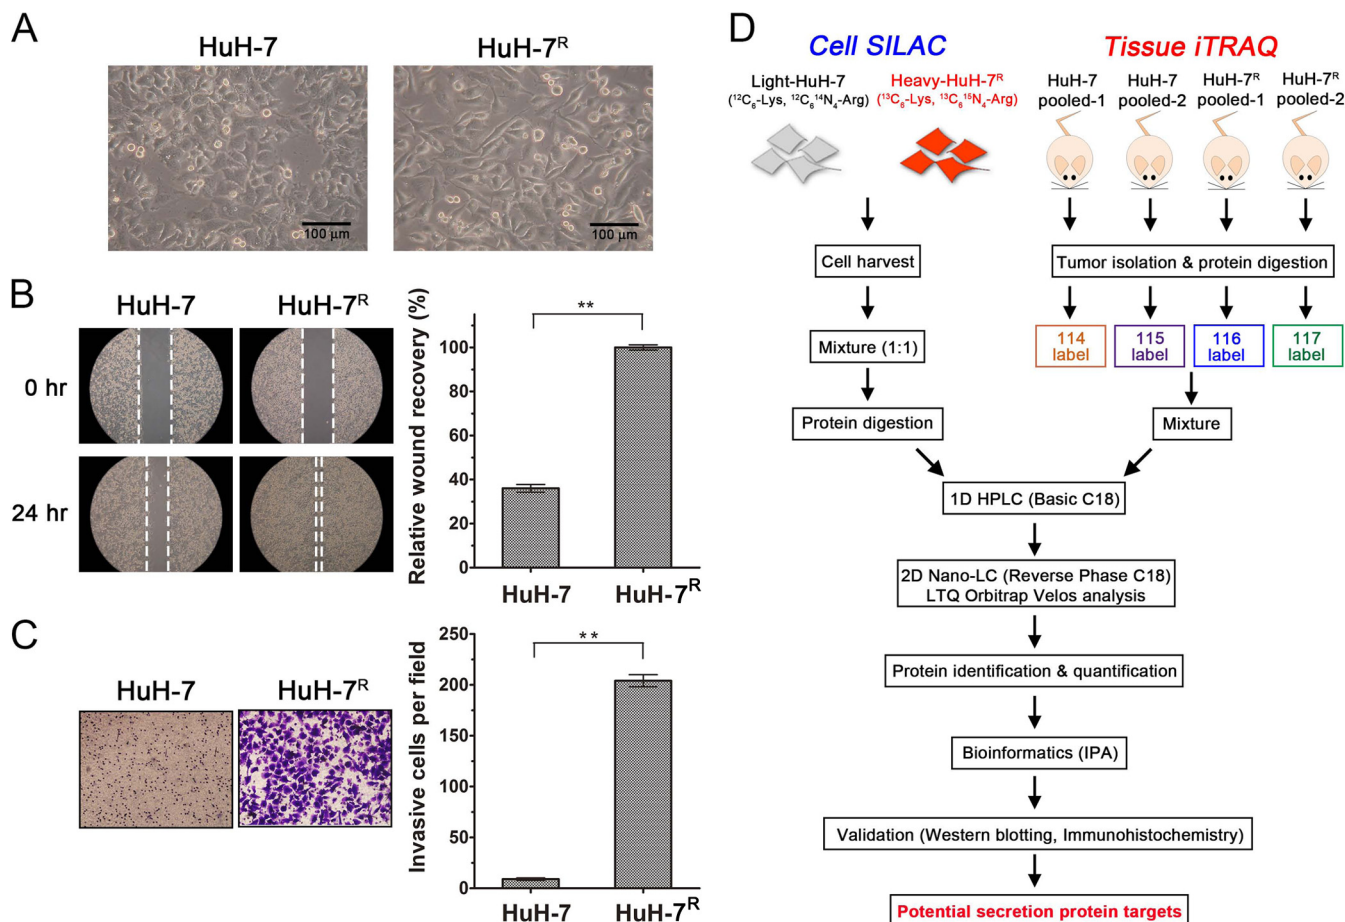 A
HuH-7
HuH-7ᴿ
100 μm
100 μm
B
HuH-7
HuH-7ᴿ
0 hr
24 hr
Relative wound recovery (%)
100
80
60
40
20
0
**
HuH-7
HuH-7ᴿ
C
HuH-7
HuH-7ᴿ
Invasive cells per field
250
200
150
100
50
0
**
HuH-7
HuH-7ᴿ
D
Cell SILAC
Light-HuH-7
(¹²C₆-Lys, ¹²C₆¹⁴N₄-Arg)
Heavy-HuH-7ᴿ
(¹³C₆-Lys, ¹³C₆¹⁵N₄-Arg)
Cell harvest
Mixture (1:1)
Protein digestion
Tissue iTRAQ
HuH-7
pooled-1
HuH-7
pooled-2
HuH-7ᴿ
pooled-1
HuH-7ᴿ
pooled-2
Tumor isolation & protein digestion
114
label
115
label
116
label
117
label
Mixture
1D HPLC (Basic C18)
2D Nano-LC (Reverse Phase C18)
LTQ Orbitrap Velos analysis
Protein identification & quantification
Bioinformatics (IPA)
Validation (Western blotting, Immunohistochemistry)
Potential secretion protein targets